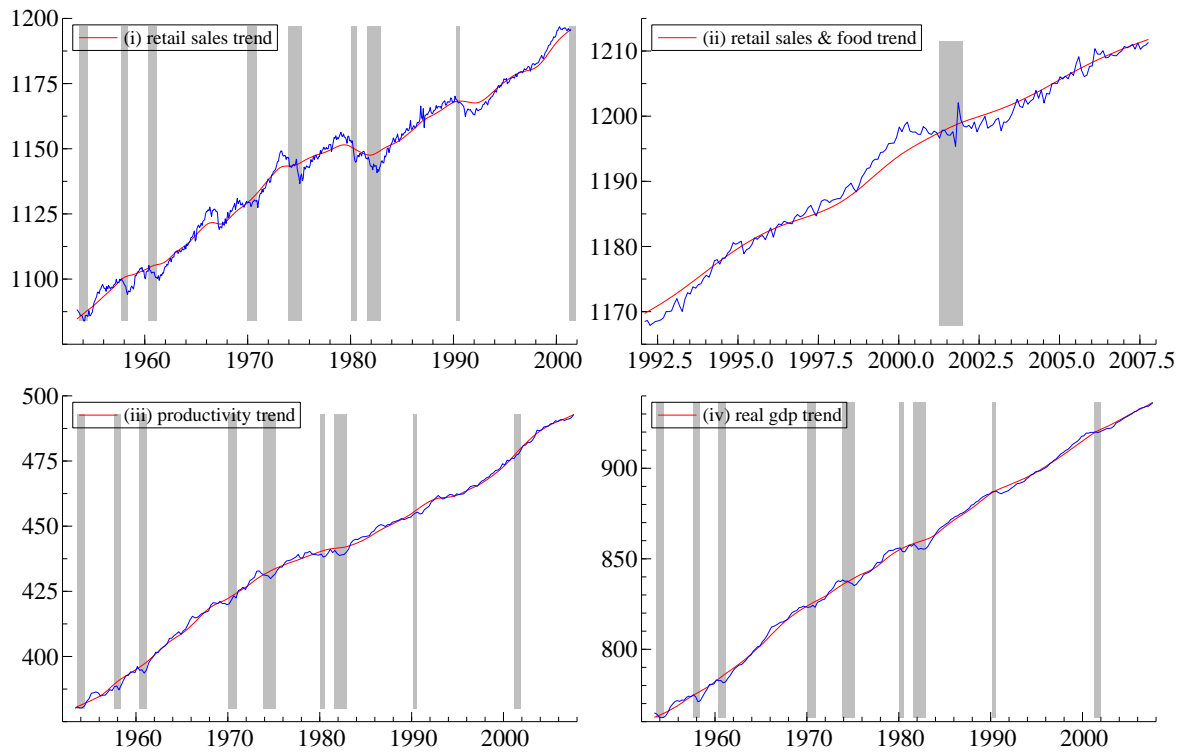 (i) retail sales trend
1200
1175
1150
1125
1100
1960 1970 1980 1990 2000
(ii) retail sales & food trend
1210
1200
1190
1180
1170
1992.5 1995.0 1997.5 2000.0 2002.5 2005.0 2007.5
(iii) productivity trend
500
475
450
425
400
1960 1970 1980 1990 2000
(iv) real gdp trend
900
850
800
1960 1970 1980 1990 2000